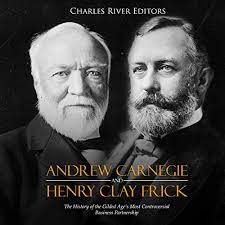 CHARLES RIVER EDITORS
ANDREW CARNEGIE
AND
HENRY CLAY FRICK
The History of the Gilded Age's Most Controversial
Business Partnership